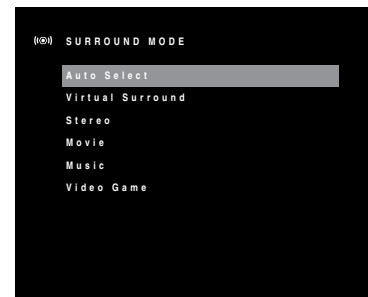 SURROUND MODE
Auto Select
Virtual Surround
Stereo
Movie
Music
Video Game